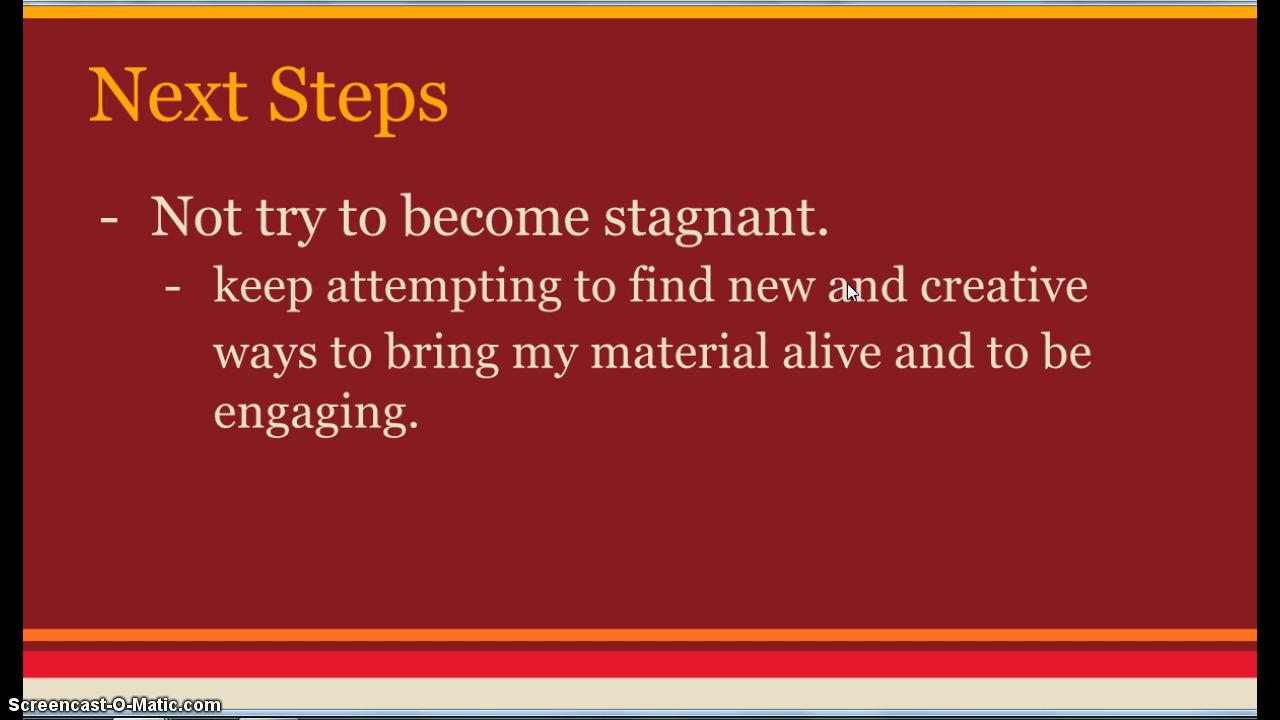 Next Steps
- Not try to become stagnant.
- keep attempting to find new and creative
ways to bring my material alive and to be
engaging.
Screencast-O-Matic.com